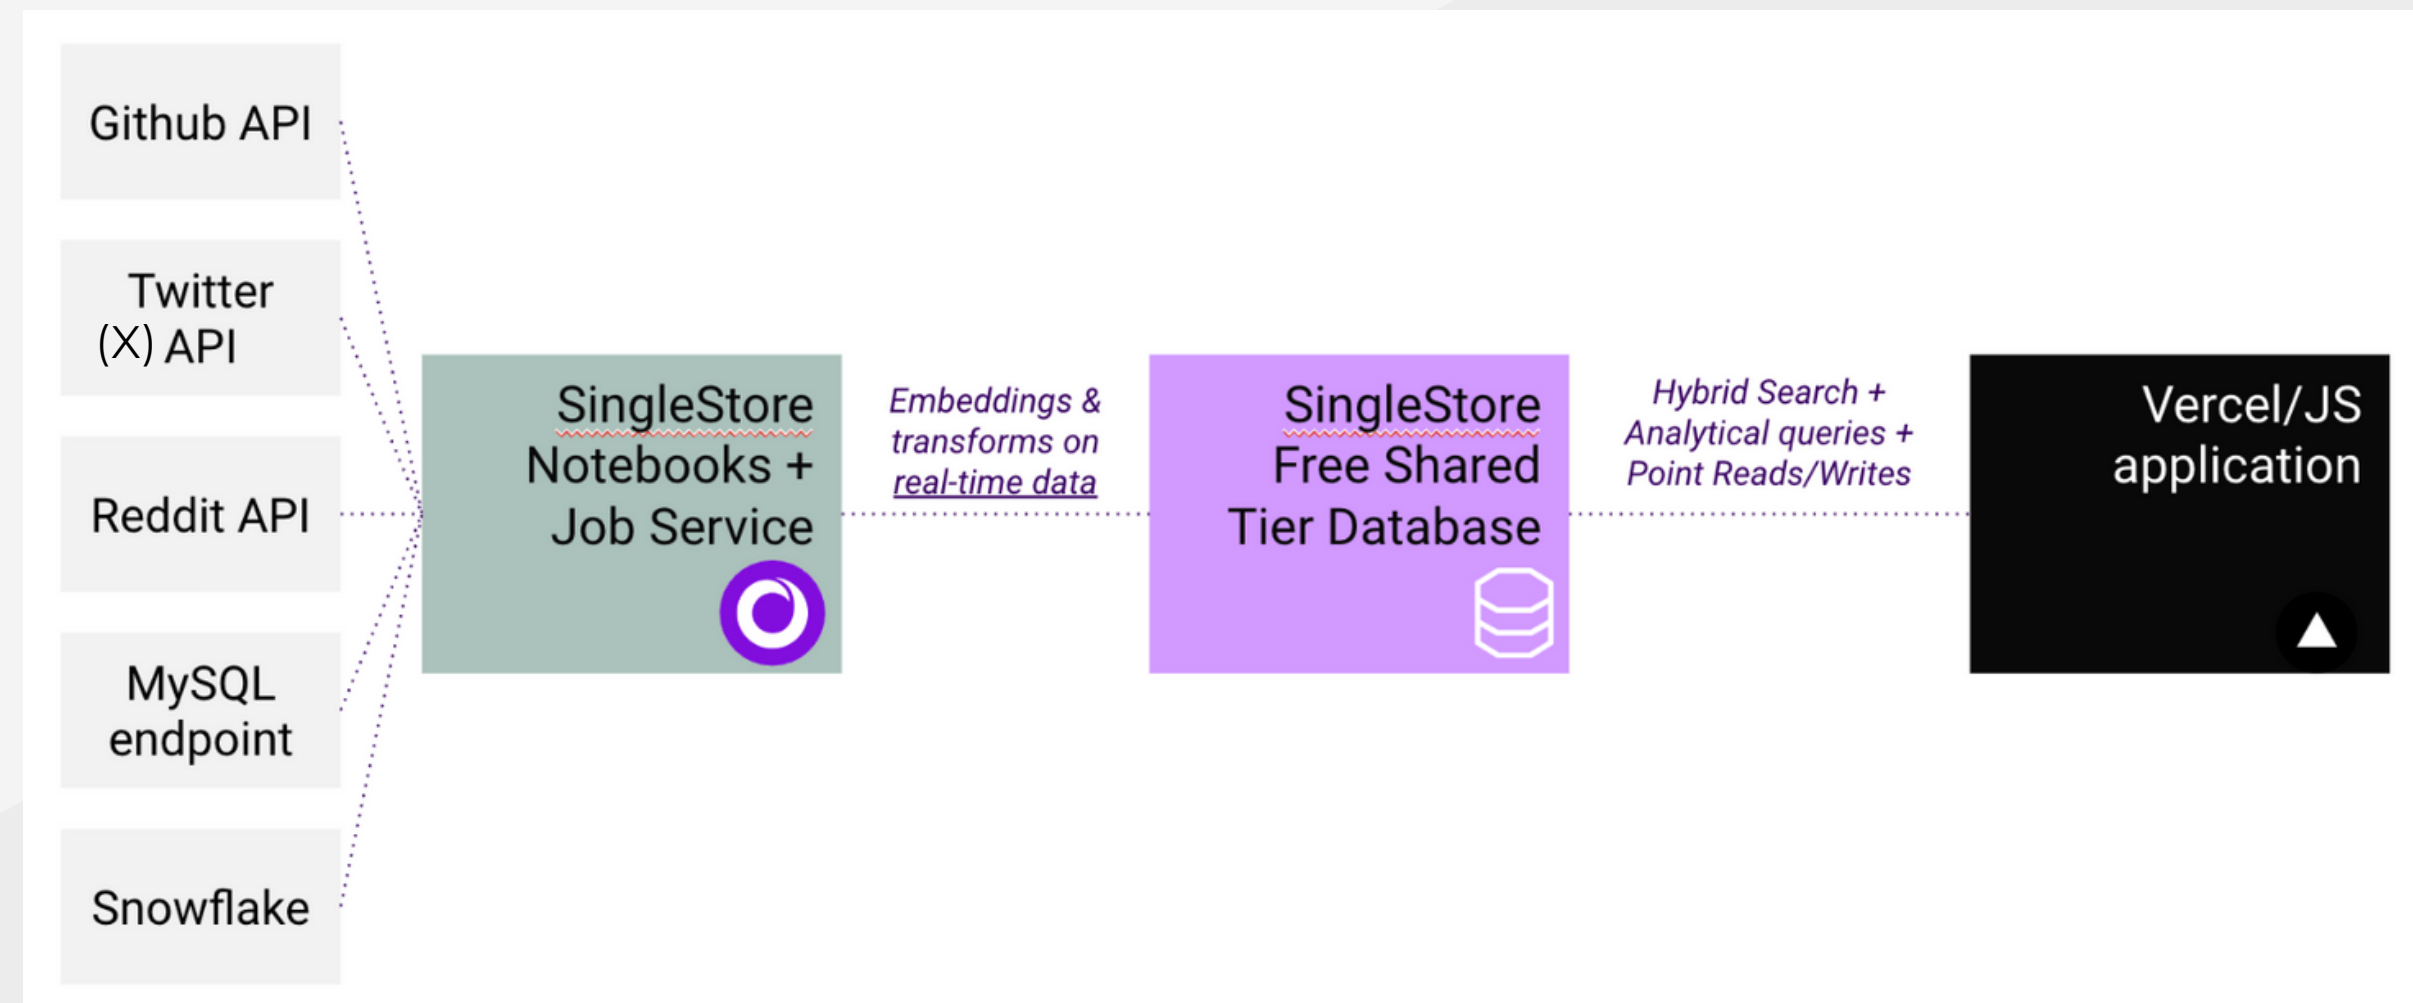 Github API
Twitter
(X) API
Reddit API
MySQL
endpoint
Snowflake
SingleStore
Notebooks +
Job Service
Embeddings &
transforms on
real-time data
SingleStore
Free Shared
Tier Database
Hybrid Search +
Analytical queries +
Point Reads/Writes
Vercel/JS
application